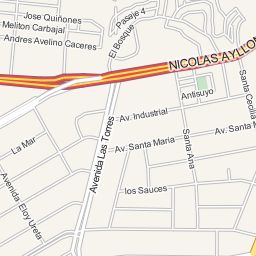 Jose Quiñones
Meliton Carbajal
Andres Avelino Caceres
Pasaje 4
El Bosque
NICOLAS AYLLON
Antisuyo
Santa Cecilia
Av. Industrial
Av. Santa M
Av. Santa Maria
Santa Ana
La Mar
Avenida Las Torres
los Sauces
Avenida Eloy Ureta